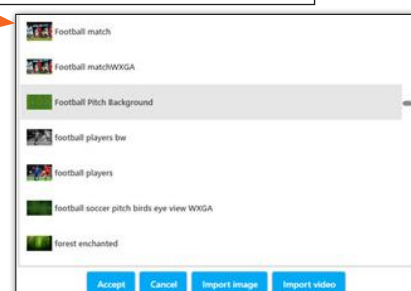 Football match
Football matchWXGA
Football Pitch Background
football players bw
football players
football soccer pitch birds eye view WXGA
forest enchanted
Accept Cancel Import image Import video